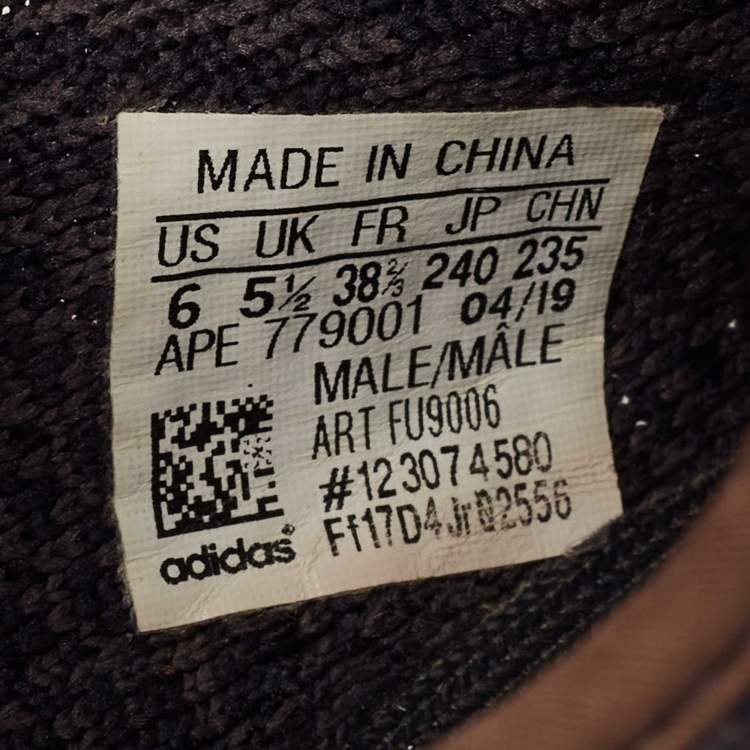 MADE IN CHINA
US UK FR JP CHN
6 5½ 38⅔ 240 235
APE 779001 04/19
MALE/MÂLE
ART FU9006
#123074580
adidas®